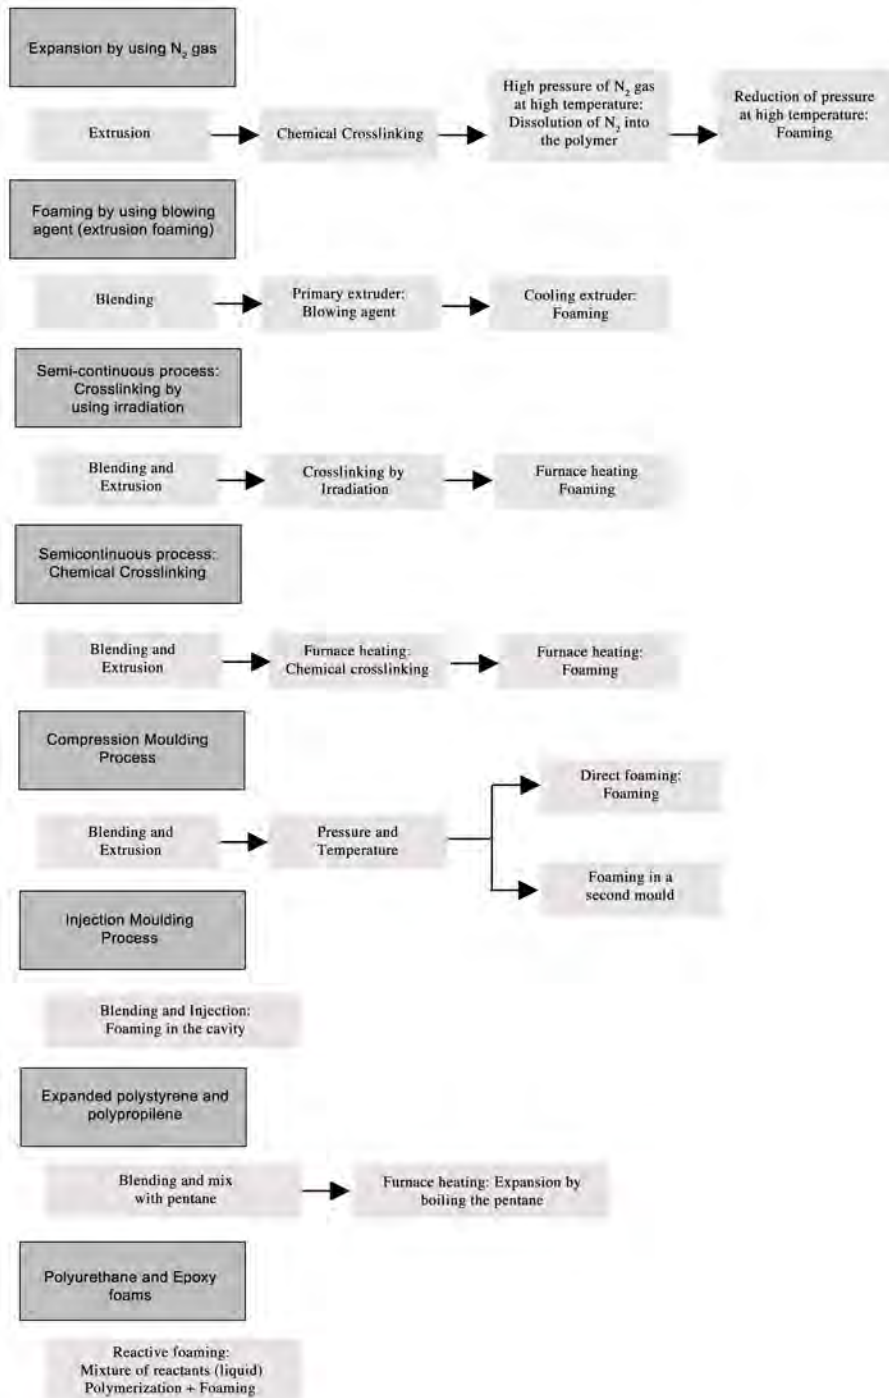 Expansion by using N₂ gas
Extrusion
Chemical Crosslinking
High pressure of N₂ gas
at high temperature:
Dissolution of N₂ into
the polymer
Reduction of pressure
at high temperature:
Foaming
Foaming by using blowing
agent (extrusion foaming)
Blending
Primary extruder:
Blowing agent
Cooling extruder:
Foaming
Semi-continuous process:
Crosslinking by
using irradiation
Blending and
Extrusion
Crosslinking by
Irradiation
Furnace heating
Foaming
Semicontinuous process:
Chemical Crosslinking
Blending and
Extrusion
Furnace heating:
Chemical crosslinking
Furnace heating:
Foaming
Compression Moulding
Process
Blending and
Extrusion
Pressure and
Temperature
Direct foaming:
Foaming
Foaming in a
second mould
Injection Moulding
Process
Blending and Injection:
Foaming in the cavity
Expanded polystyrene and
polypropilene
Blending and mix
with pentane
Furnace heating: Expansion by
boiling the pentane
Polyurethane and Epoxy
foams
Reactive foaming:
Mixture of reactants (liquid)
Polymerization + Foaming